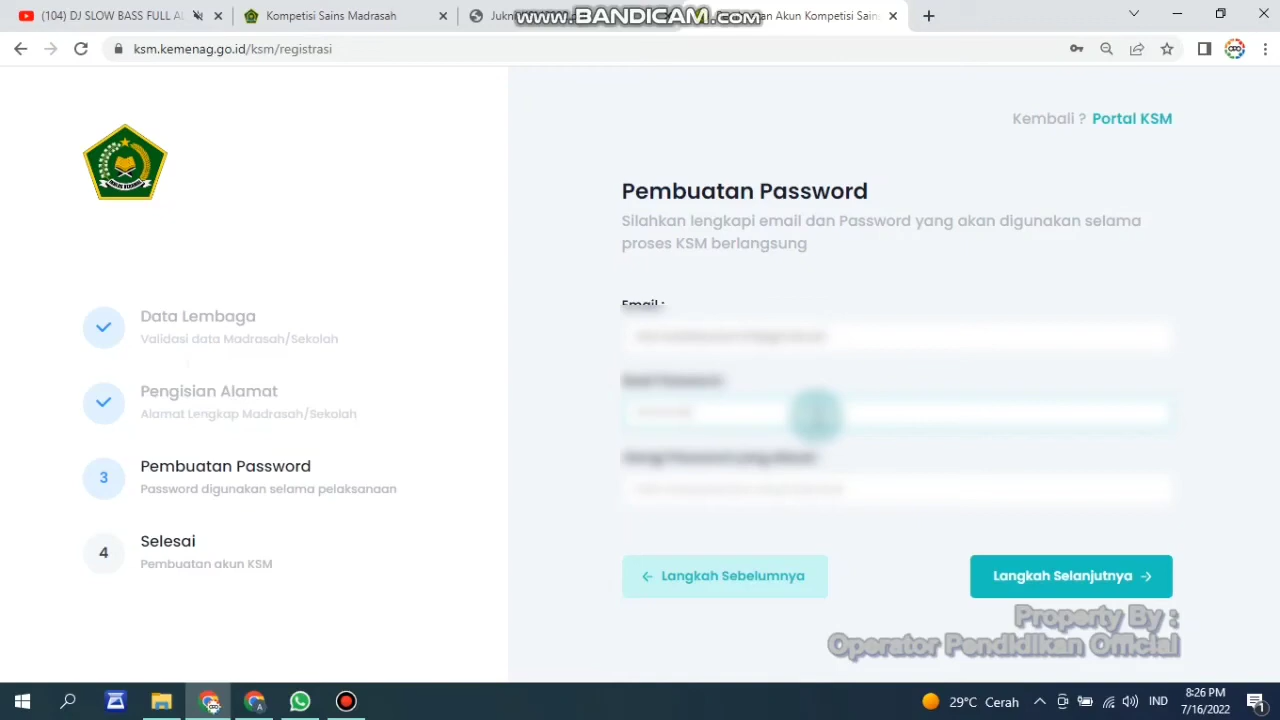 (104) DJ SLOW BASS FULL AL
Kompetisi Sains Madrasah
Jukni
www.BANDICAM.com
an Akun Kompetisi Sain
ksm.kemenag.go.id/ksm/registrasi
Kembali ? Portal KSM
Pembuatan Password
Silahkan lengkapi email dan Password yang akan digunakan selama
proses KSM berlangsung
Email :
Data Lembaga
Validasi data Madrasah/Sekolah
Pengisian Alamat
Alamat Lengkap Madrasah/Sekolah
3
Pembuatan Password
Password digunakan selama pelaksanaan
4
Selesai
Pembuatan akun KSM
← Langkah Sebelumnya
Langkah Selanjutnya →
Property By :
Operator Pendidikan Official
29°C Cerah
IND
8:26 PM
7/16/2022
1